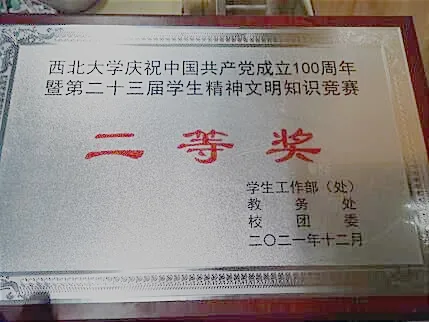 西北大学庆祝中国共产党成立100周年
暨第二十三届学生精神文明知识竞赛
二等奖
学生工作部（处）
教务处
校团委
二〇二一年十二月